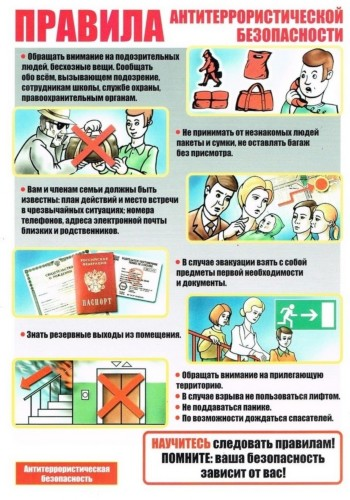 ПРАВИЛА
АНТИТЕРРОРИСТИЧЕСКОЙ
БЕЗОПАСНОСТИ
● Обращать внимание на подозрительных
людей, бесхозные вещи. Сообщать
обо всём, вызывающем подозрение,
сотрудникам школы, службе охраны,
правоохранительным органам.
● Не принимать от незнакомых людей
пакеты и сумки, не оставлять багаж
без присмотра.
● Вам и членам семьи должны быть
известны: план действий и место встречи
в чрезвычайных ситуациях; номера
телефонов, адреса электронной почты
близких и родственников.
● В случае эвакуации взять с собой
предметы первой необходимости
и документы.
ПАСПОРТ
● Знать резервные выходы из помещения.
● Обращать внимание на прилегающую
территорию.
● В случае взрыва не пользоваться лифтом.
● Не поддаваться панике.
● По возможности дождаться спасателей.
НАУЧИТЕСЬ следовать правилам!
ПОМНИТЕ: ваша безопасность
зависит от вас!
Антитеррористическая
безопасность